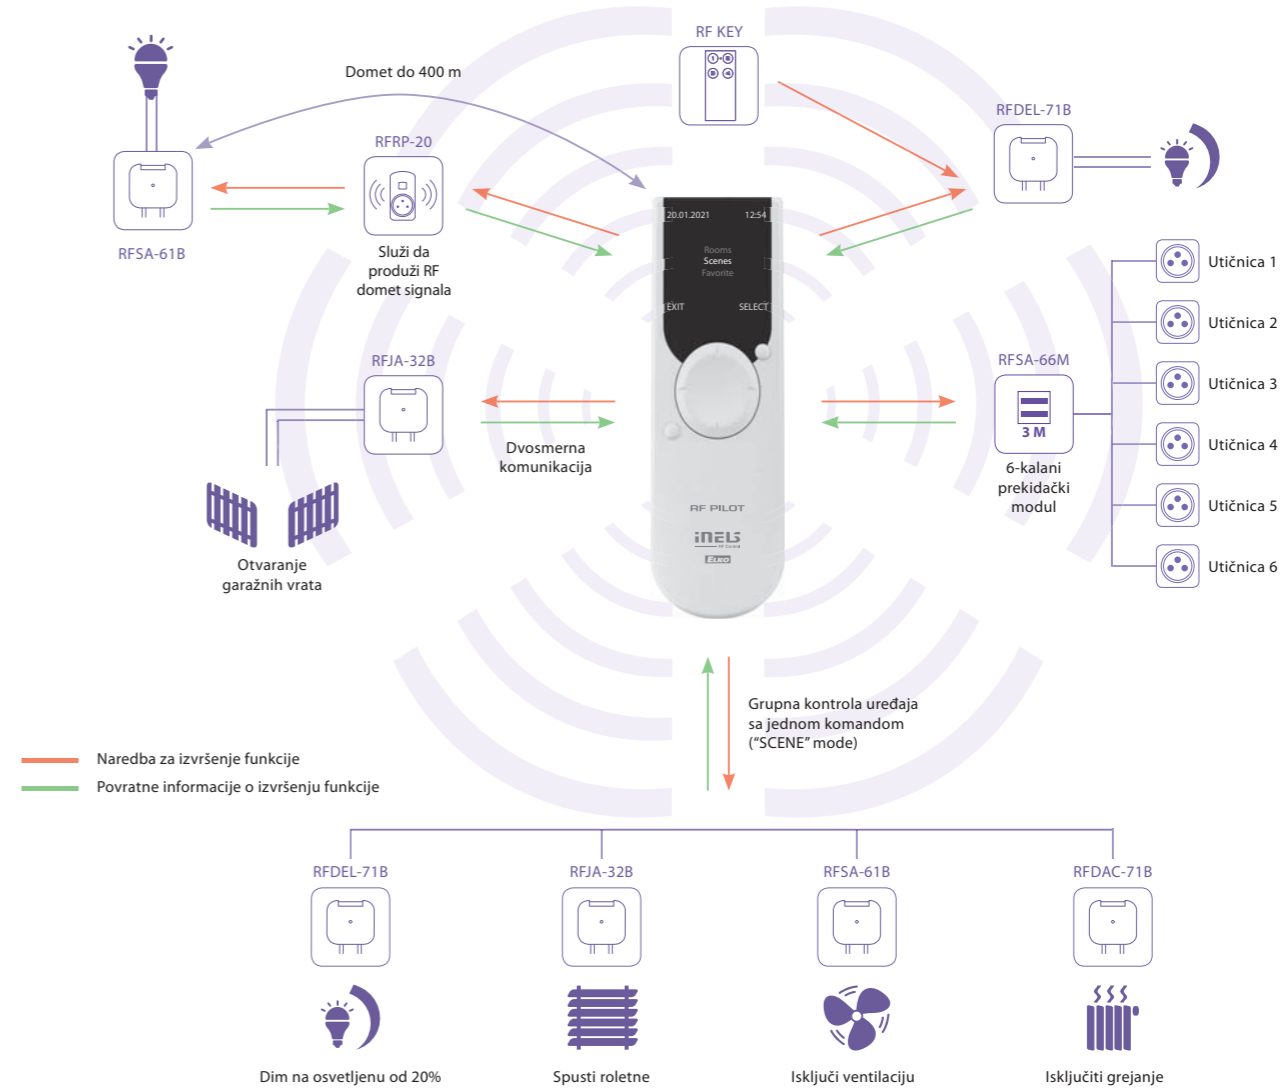 RF KEY
Domet do 400 m
RFDEL-71B
RFRP-20
RFSA-61B
Služi da
produži RF
domet signala
20.01.2021 12:54
Rooms
Scenes
Favorite
EXIT SELECT
Utičnica 1
Utičnica 2
Utičnica 3
Utičnica 4
Utičnica 5
Utičnica 6
RFJA-32B
RFSA-66M
3 M
6-kalani
prekidački
modul
Dvosmerna
komunikacija
Otvaranje
garažnih vrata
RF PILOT
iNELS
RF Control
ELKO
Grupna kontrola uređaja
sa jednom komandom
(“SCENE” mode)
Naredba za izvršenje funkcije
Povratne informacije o izvršenju funkcije
RFDEL-71B
RFJA-32B
RFSA-61B
RFDAC-71B
Dim na osvetljenu od 20%
Spusti roletne
Isključi ventilaciju
Isključiti grejanje